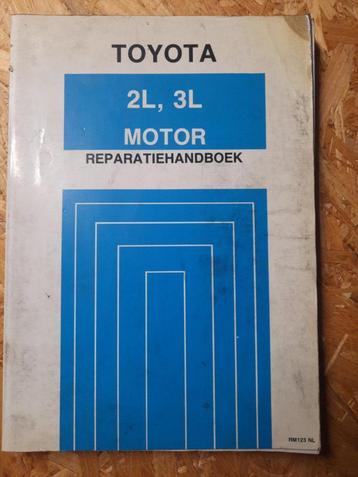 TOYOTA
2L, 3L
MOTOR
REPARATIEHANDBOEK
RM123 NL